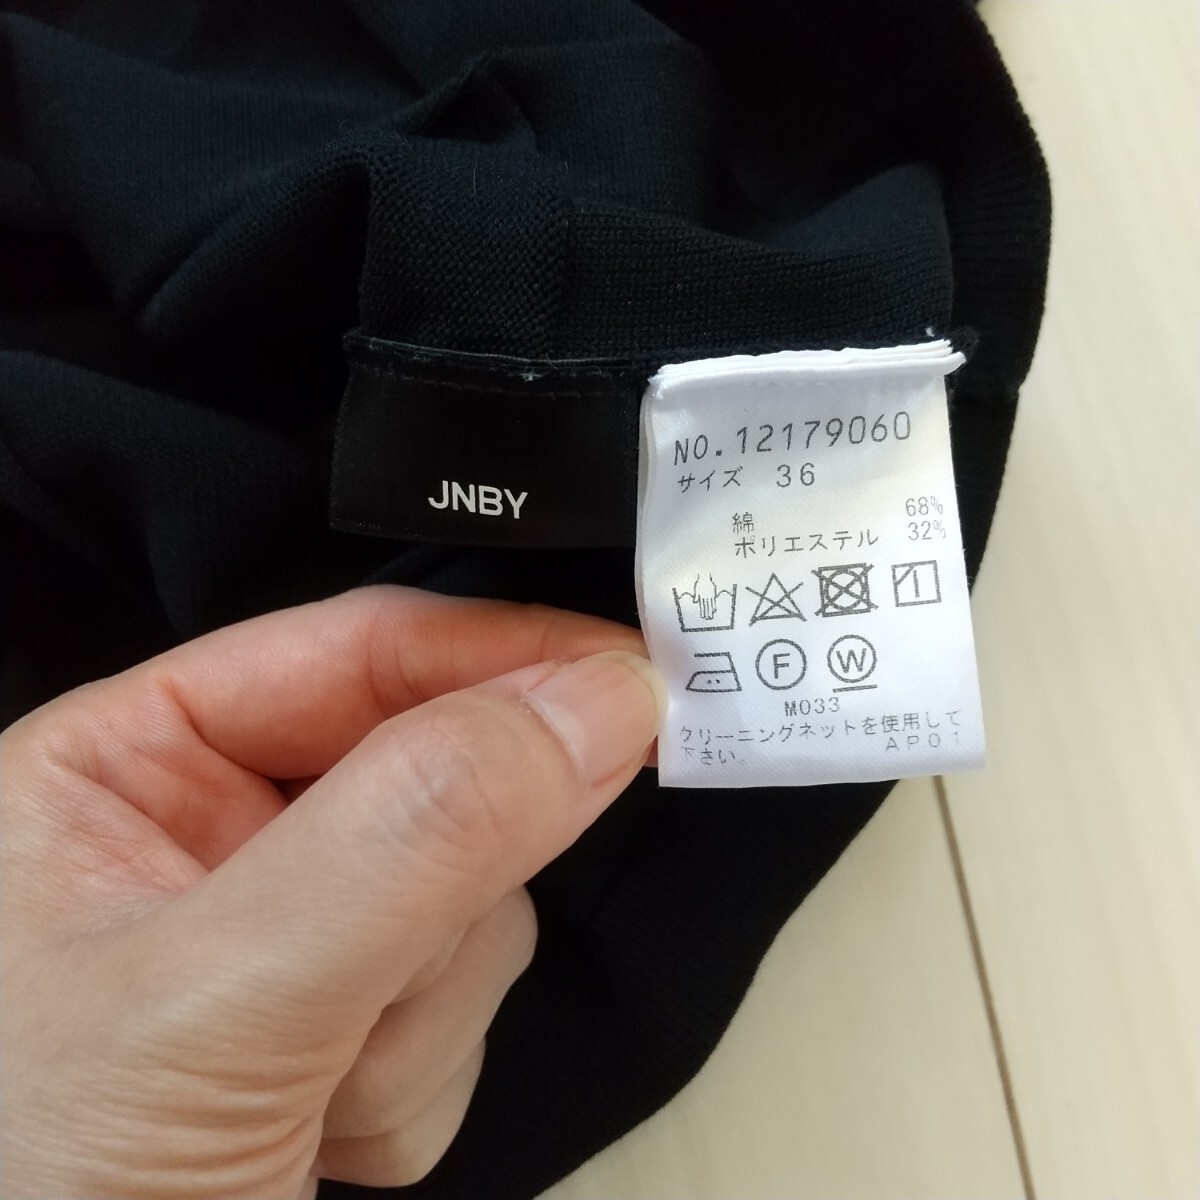 JNBY
NO.12179060
サイズ 36
綿 68%
ポリエステル 32%
F W
M033
クリーニングネットを使用して
下さい。 AP01